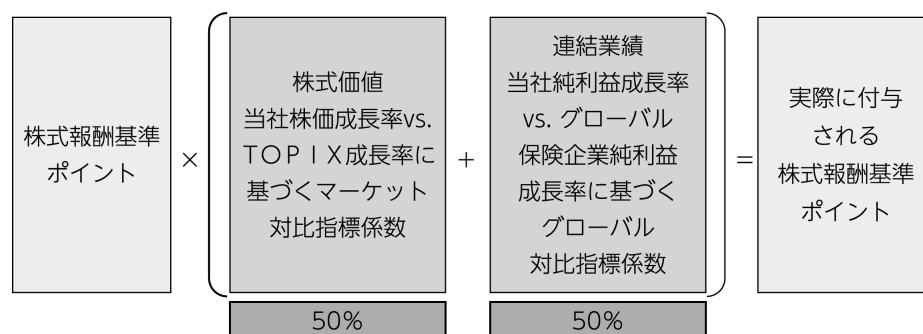 株式報酬基準
ポイント
×
株式価値
当社株価成長率vs.
TOPIX成長率に
基づくマーケット
対比指標係数
50%
+
連結業績
当社純利益成長率
vs. グローバル
保険企業純利益
成長率に基づく
グローバル
対比指標係数
50%
=
実際に付与
される
株式報酬基準
ポイント